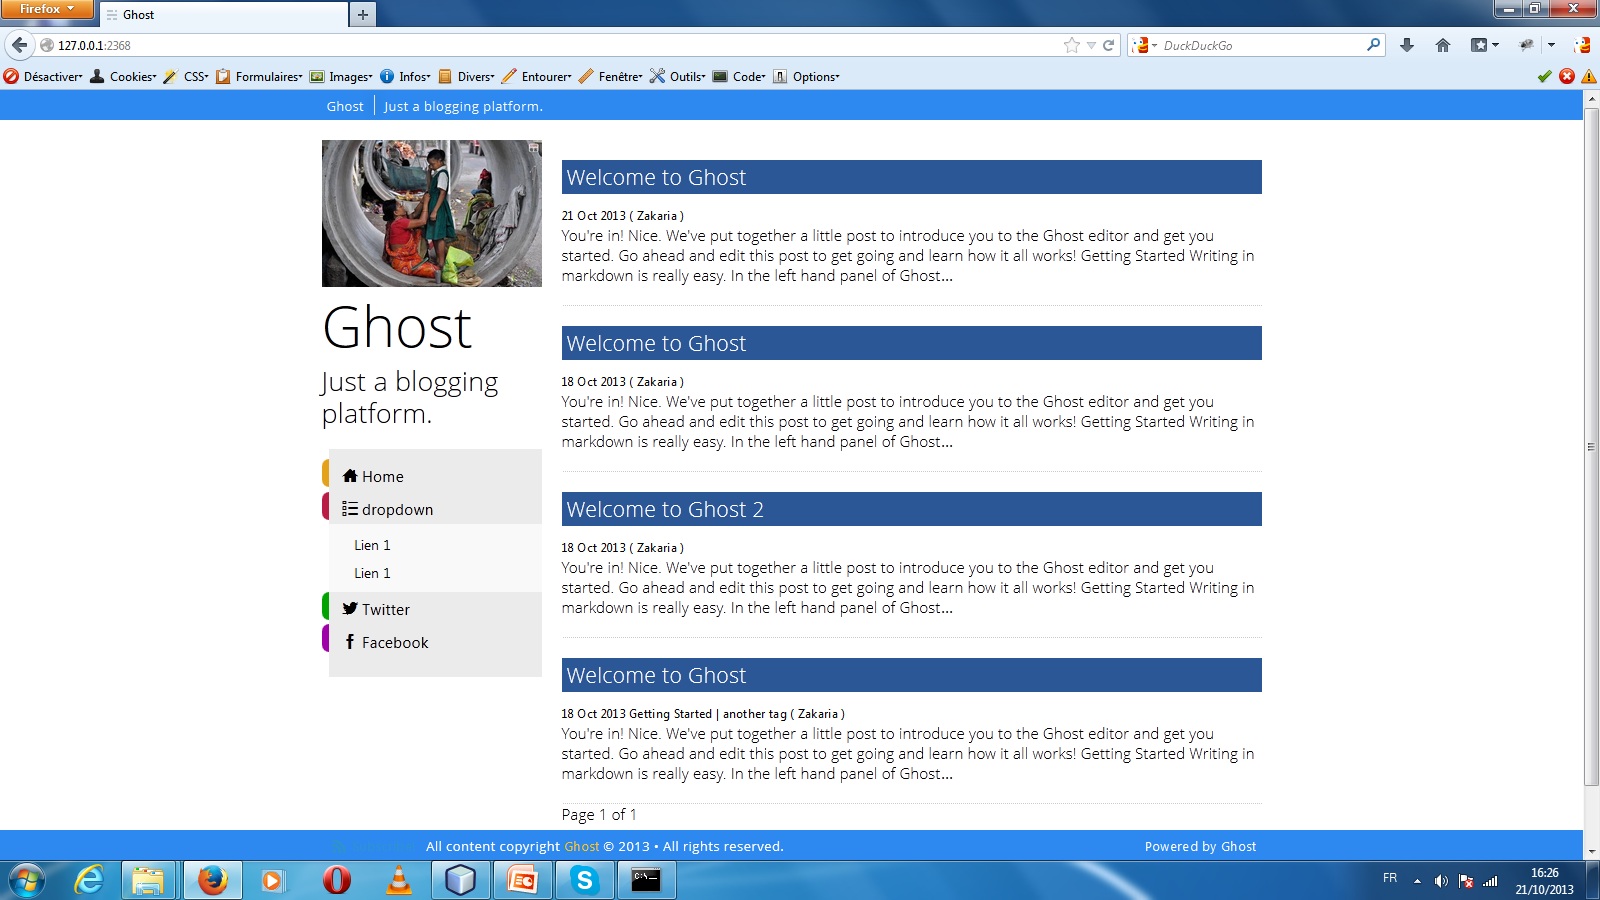 Firefox
Ghost
127.0.0.1:2368
DuckDuckGo
Désactiver Cookies CSS Formulaires Images Infos Divers Entourer Fenêtre Outils Code Options
Ghost Just a blogging platform.
Ghost
Just a blogging
platform.
Home
dropdown
Lien 1
Lien 1
Twitter
Facebook
Welcome to Ghost
21 Oct 2013 ( Zakaria )
You're in! Nice. We've put together a little post to introduce you to the Ghost editor and get you
started. Go ahead and edit this post to get going and learn how it all works! Getting Started Writing in
markdown is really easy. In the left hand panel of Ghost...
Welcome to Ghost
18 Oct 2013 ( Zakaria )
You're in! Nice. We've put together a little post to introduce you to the Ghost editor and get you
started. Go ahead and edit this post to get going and learn how it all works! Getting Started Writing in
markdown is really easy. In the left hand panel of Ghost...
Welcome to Ghost 2
18 Oct 2013 ( Zakaria )
You're in! Nice. We've put together a little post to introduce you to the Ghost editor and get you
started. Go ahead and edit this post to get going and learn how it all works! Getting Started Writing in
markdown is really easy. In the left hand panel of Ghost...
Welcome to Ghost
18 Oct 2013 Getting Started | another tag ( Zakaria )
You're in! Nice. We've put together a little post to introduce you to the Ghost editor and get you
started. Go ahead and edit this post to get going and learn how it all works! Getting Started Writing in
markdown is really easy. In the left hand panel of Ghost...
Page 1 of 1
All content copyright Ghost © 2013 • All rights reserved. Powered by Ghost
FR 16:26
21/10/2013